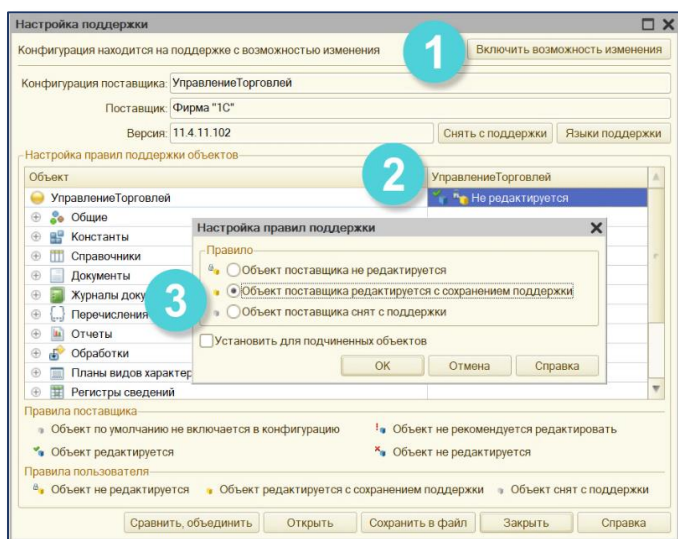 Настройка поддержки
Конфигурация находится на поддержке с возможностью изменения
1
Включить возможность изменения
Конфигурация поставщика: УправлениеТорговлей
Поставщик: Фирма "1С"
Версия: 11.4.11.102
Снять с поддержки
Языки поддержки
Настройка правил поддержки объектов
Объект
2
УправлениеТорговлей
УправлениеТорговлей
Не редактируется
Общие
Константы
Справочники
Документы
Журналы доку
Перечисления
Отчеты
Обработки
Планы видов характер
Регистры сведений
3
Настройка правил поддержки
Правило
Объект поставщика не редактируется
Объект поставщика редактируется с сохранением поддержки
Объект поставщика снят с поддержки
Установить для подчиненных объектов
ОК Отмена Справка
Правила поставщика
Объект по умолчанию не включается в конфигурацию
Объект не рекомендуется редактировать
Объект редактируется
Объект не редактируется
Правила пользователя
Объект не редактируется
Объект редактируется с сохранением поддержки
Объект снят с поддержки
Сравнить, объединить Открыть Сохранить в файл Закрыть Справка